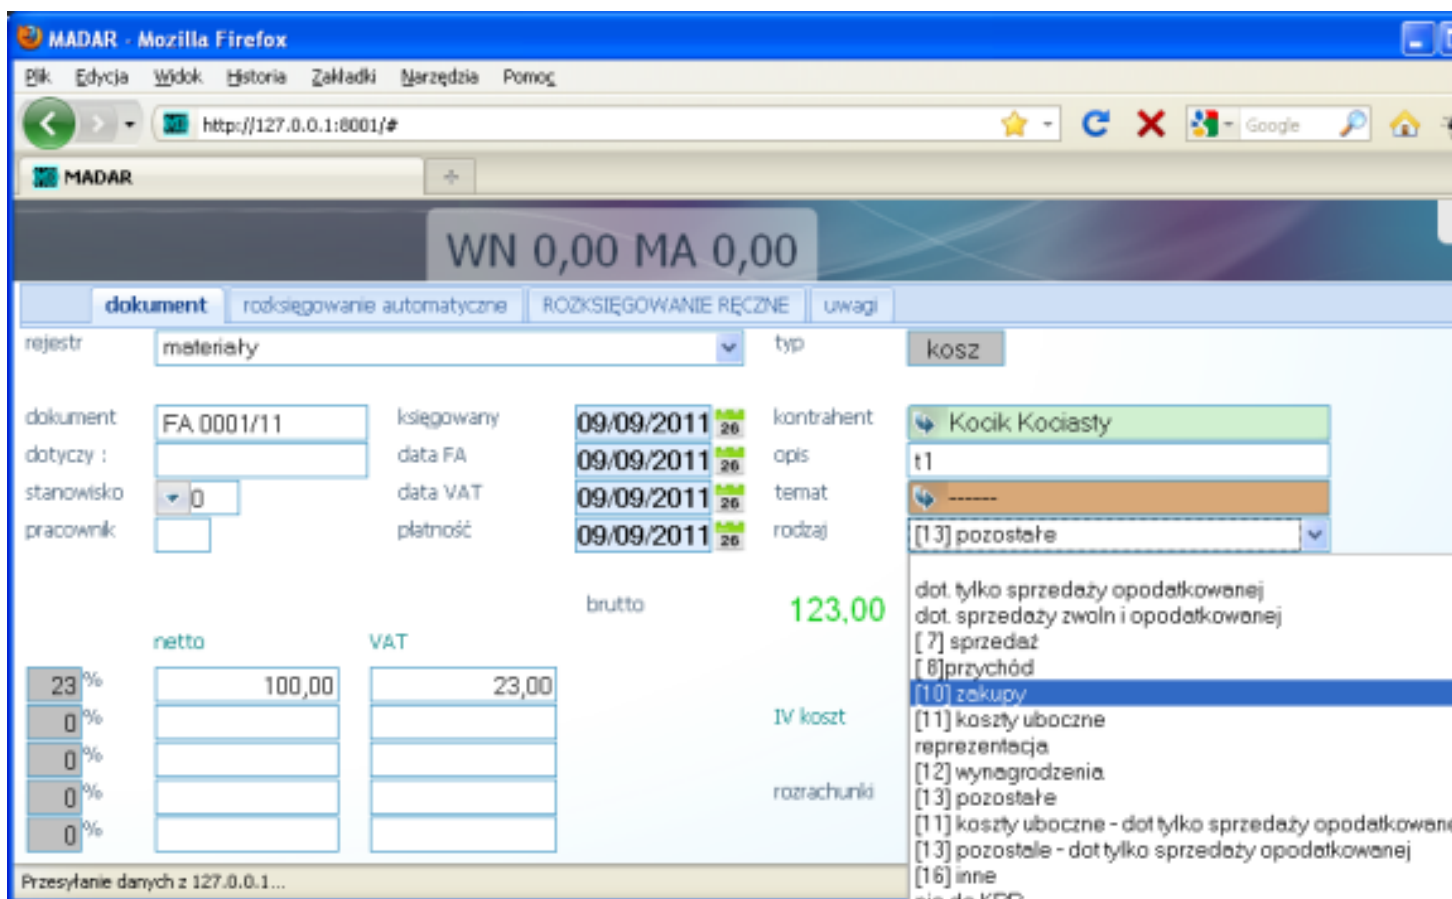 MADAR - Mozilla Firefox
Plik Edycja Widok Historia Zakładki Narzędzia Pomoc
http://127.0.0.1:8001/# Google
MADAR
WN 0,00 MA 0,00
dokument rozksięgowanie automatyczne ROZKSIĘGOWANIE RĘCZNE uwagi
rejestr materiały typ kosz
dokument FA 0001/11 księgowany 09/09/2011 26 kontrahent Kocik Kociasty
dotyczy : data FA 09/09/2011 26 opis t1
stanowisko 0 data VAT 09/09/2011 26 temat ------
pracownik płatność 09/09/2011 26 rodzaj [13] pozostałe
dot. tylko sprzedaży opodatkowanej
brutto 123,00
dot. sprzedaży zwoln i opodatkowanej
netto VAT
[ 7] sprzedaż
[ 8]przychód
23 % 100,00 23,00
[10] zakupy
0 % IV koszt
[11] koszty uboczne
reprezentacja
0 %
[12] wynagrodzenia
0 % rozrachunki
[13] pozostałe
[11] koszty uboczne - dot tylko sprzedaży opodatkowane
0 %
[13] pozostale - dot tylko sprzedaży opodatkowanej
[16] inne
Przesyłanie danych z 127.0.0.1...